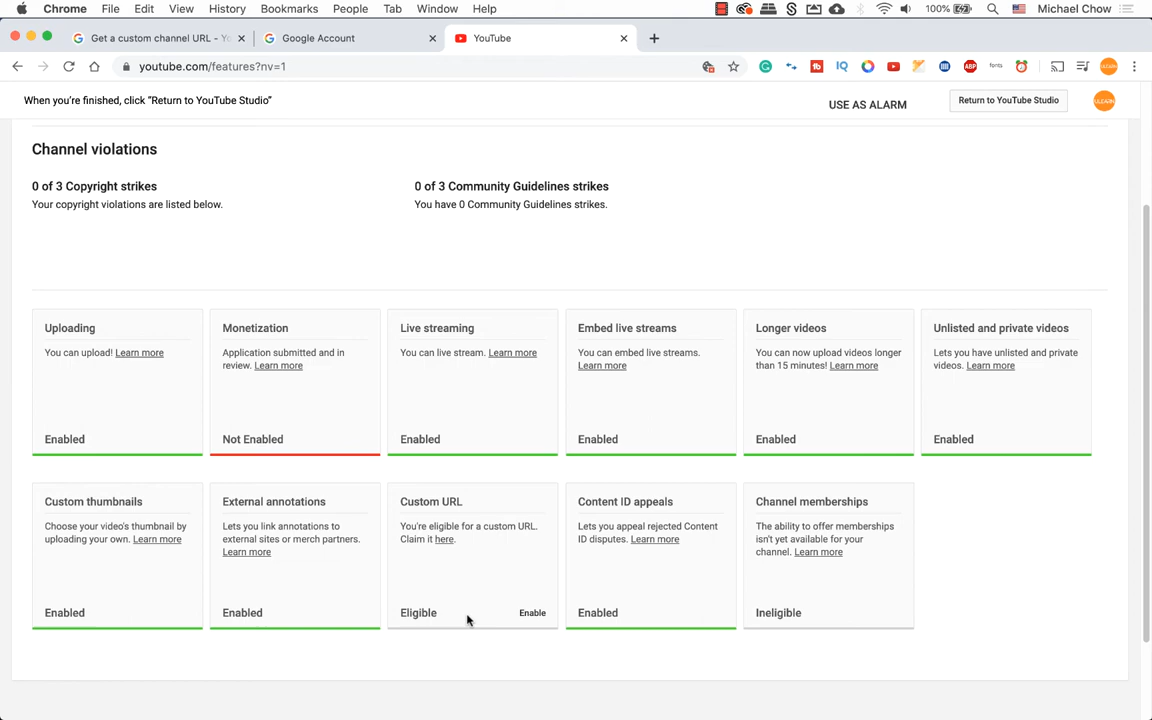 Chrome File Edit View History Bookmarks People Tab Window Help 100% Michael Chow
Get a custom channel URL - Yo
Google Account
YouTube
youtube.com/features?nv=1
When you're finished, click "Return to YouTube Studio"
USE AS ALARM
Return to YouTube Studio
Channel violations
0 of 3 Copyright strikes
Your copyright violations are listed below.
0 of 3 Community Guidelines strikes
You have 0 Community Guidelines strikes.
Uploading
You can upload! Learn more
Enabled
Monetization
Application submitted and in
review. Learn more
Not Enabled
Live streaming
You can live stream. Learn more
Enabled
Embed live streams
You can embed live streams.
Learn more
Enabled
Longer videos
You can now upload videos longer
than 15 minutes! Learn more
Enabled
Unlisted and private videos
Lets you have unlisted and private
videos. Learn more
Enabled
Custom thumbnails
Choose your video's thumbnail by
uploading your own. Learn more
Enabled
External annotations
Lets you link annotations to
external sites or merch partners.
Learn more
Enabled
Custom URL
You're eligible for a custom URL.
Claim it here.
Eligible Enable
Content ID appeals
Lets you appeal rejected Content
ID disputes. Learn more
Enabled
Channel memberships
The ability to offer memberships
isn't yet available for your
channel. Learn more
Ineligible